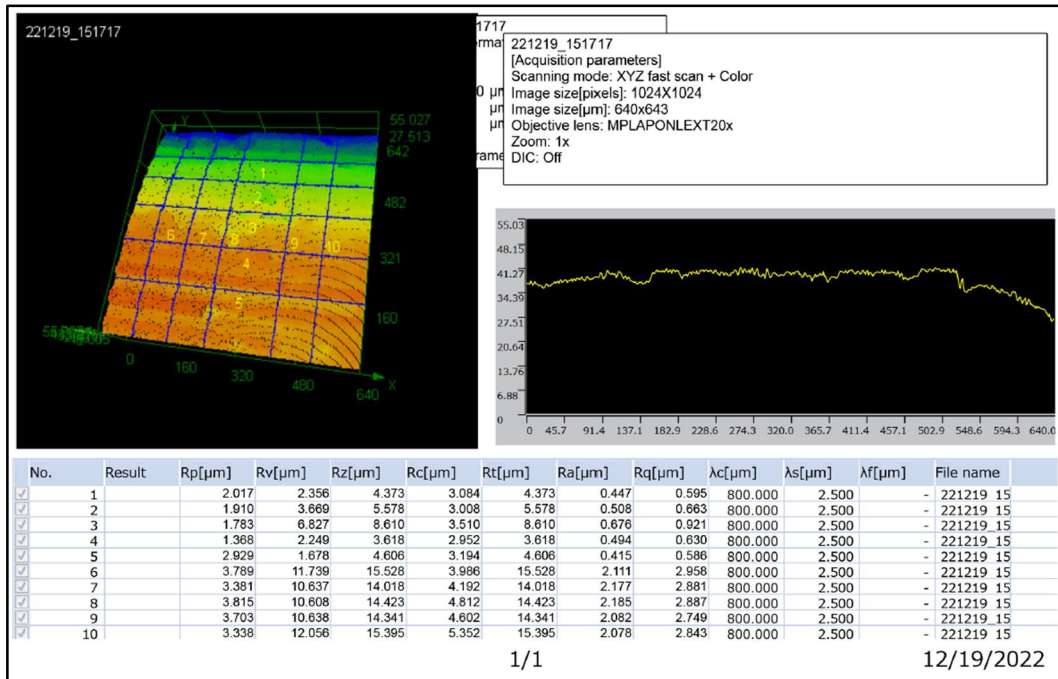 221219_151717
Y
55.027
27.513
642
482
321
160
0
160
320
480
640
X
1
2
3
4
5
6
7
8
9
10
1717
0 µm
µm
µm
221219_151717
[Acquisition parameters]
Scanning mode: XYZ fast scan + Color
Image size[pixels]: 1024X1024
Image size[µm]: 640x643
Objective lens: MPLAPONLEXT20x
Zoom: 1x
DIC: Off
55.03
48.15
41.27
34.39
27.51
20.64
13.76
6.88
0
0 45.7 91.4 137.1 182.9 228.6 274.3 320.0 365.7 411.4 457.1 502.9 548.6 594.3 640.0
No. Result Rp[µm] Rv[µm] Rz[µm] Rc[µm] Rt[µm] Ra[µm] Rq[µm] λc[µm] λs[µm] λf[µm] File name
1 2.017 2.356 4.373 3.084 4.373 0.447 0.595 800.000 2.500 - 221219_15
2 1.910 3.669 5.578 3.008 5.578 0.508 0.663 800.000 2.500 - 221219_15
3 1.783 6.827 8.610 3.510 8.610 0.676 0.921 800.000 2.500 - 221219_15
4 1.368 2.249 3.618 2.952 3.618 0.494 0.630 800.000 2.500 - 221219_15
5 2.929 1.678 4.606 3.194 4.606 0.415 0.586 800.000 2.500 - 221219_15
6 3.789 11.739 15.528 3.986 15.528 2.111 2.958 800.000 2.500 - 221219_15
7 3.381 10.637 14.018 4.192 14.018 2.177 2.881 800.000 2.500 - 221219_15
8 3.815 10.608 14.423 4.812 14.423 2.185 2.887 800.000 2.500 - 221219_15
9 3.703 10.638 14.341 4.602 14.341 2.082 2.749 800.000 2.500 - 221219_15
10 3.338 12.056 15.395 5.352 15.395 2.078 2.843 800.000 2.500 - 221219_15
1/1
12/19/2022